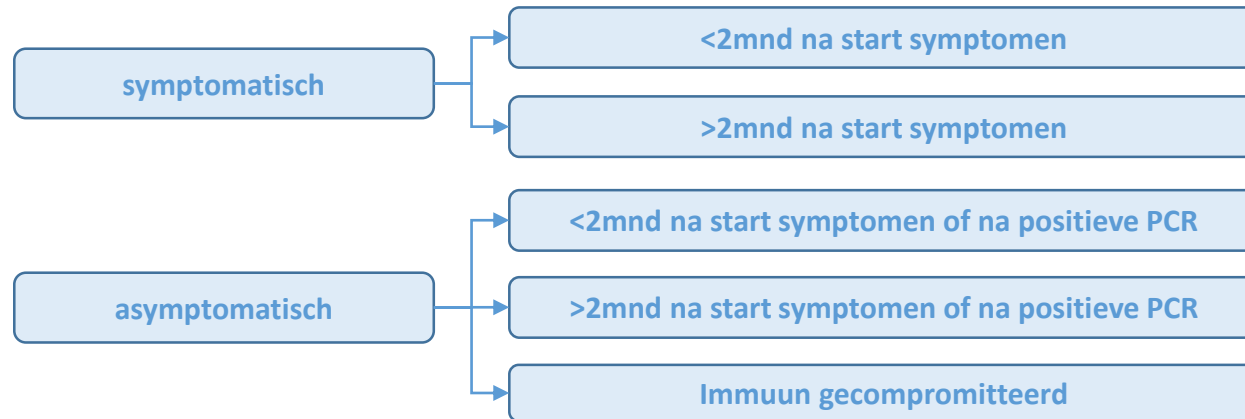 symptomatisch
<2mnd na start symptomen
>2mnd na start symptomen
asymptomatisch
<2mnd na start symptomen of na positieve PCR
>2mnd na start symptomen of na positieve PCR
Immuun gecompromitteerd